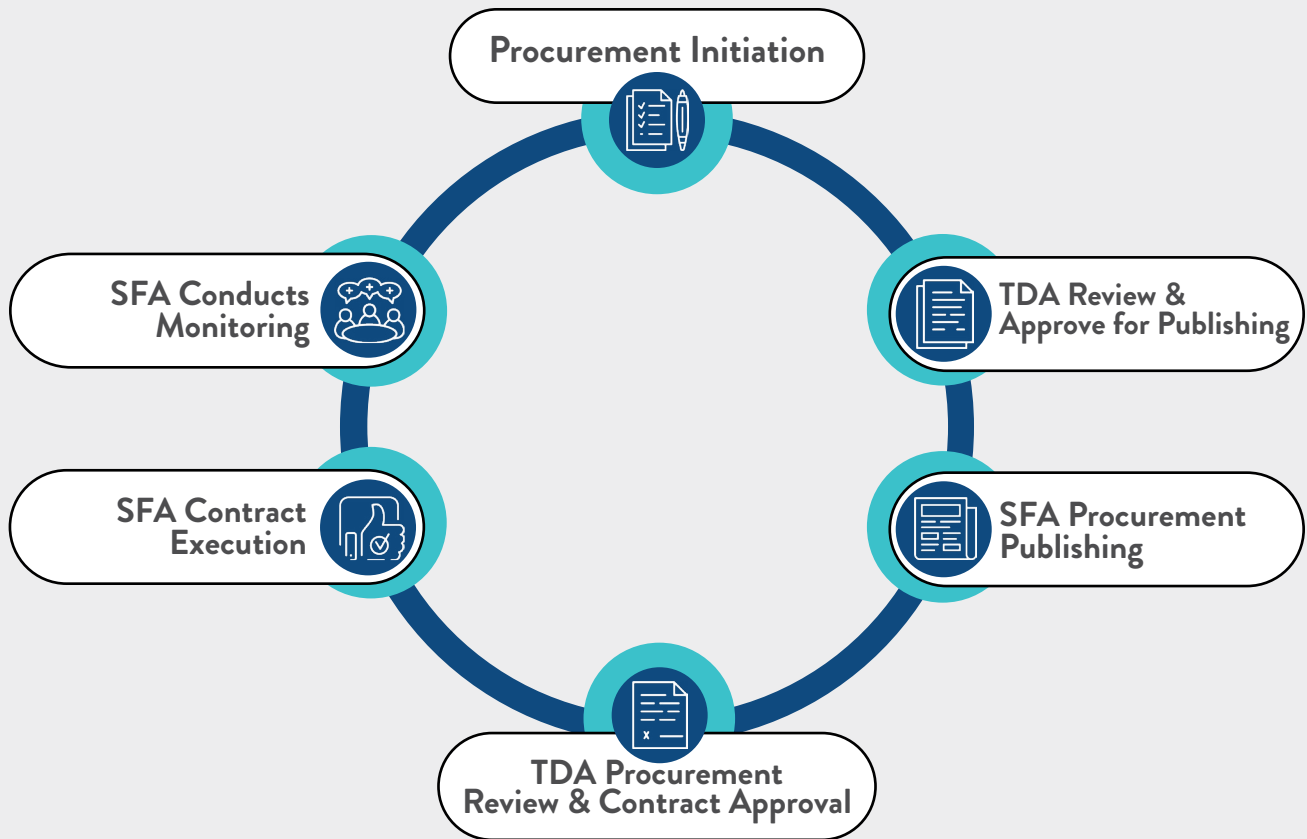 Procurement Initiation
TDA Review &
Approve for Publishing
SFA Procurement
Publishing
TDA Procurement
Review & Contract Approval
SFA Contract
Execution
SFA Conducts
Monitoring